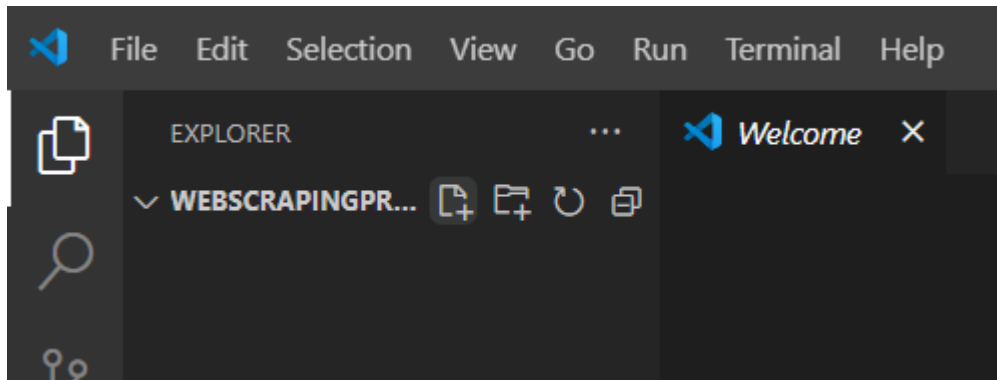 File Edit Selection View Go Run Terminal Help
EXPLORER ... Welcome
WEBSCRAPINGPR...